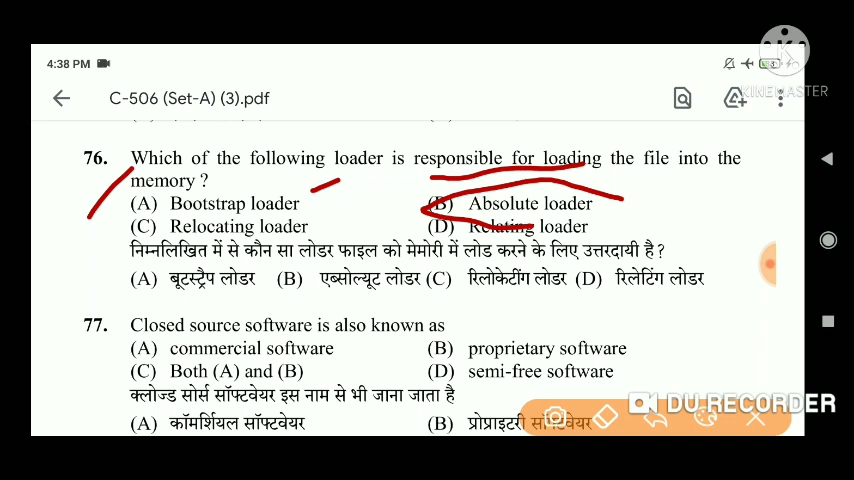 4:38 PM
KINEMASTER
C-506 (Set-A) (3).pdf
76. Which of the following loader is responsible for loading the file into the
memory ?
(A) Bootstrap loader (B) Absolute loader
(C) Relocating loader (D) Relating loader
निम्नलिखित में से कौन सा लोडर फाइल को मेमोरी में लोड करने के लिए उत्तरदायी है?
(A) बूटस्ट्रैप लोडर (B) एब्सोल्यूट लोडर (C) रिलोकेटींग लोडर (D) रिलेटिंग लोडर
77. Closed source software is also known as
(A) commercial software (B) proprietary software
(C) Both (A) and (B) (D) semi-free software
क्लोज्ड सोर्स सॉफ्टवेयर इस नाम से भी जाना जाता है
DU RECORDER
(A) कॉमर्शियल सॉफ्टवेयर (B) प्रोप्राइटरी सॉफ्टवेयर